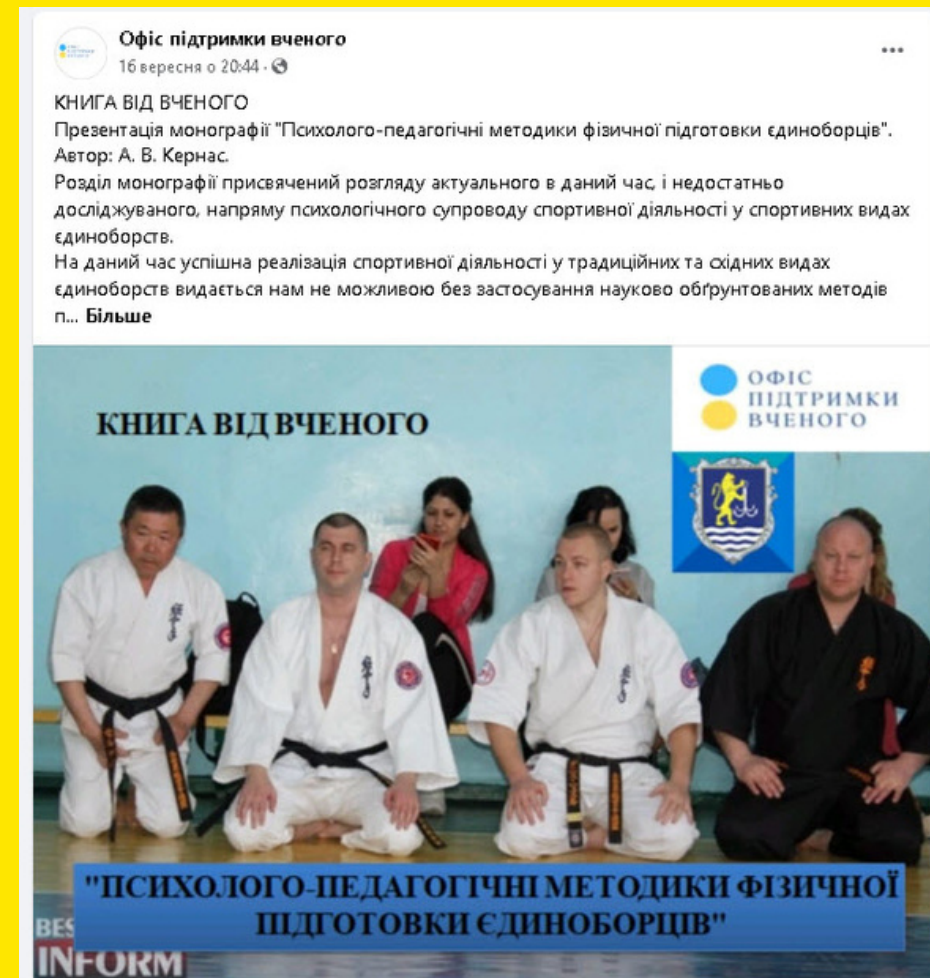 Офіс підтримки вченого
16 вересня о 20:44 ·
КНИГА ВІД ВЧЕНОГО
Презентація монографії "Психолого-педагогічні методики фізичної підготовки єдиноборців".
Автор: А. В. Кернас.
Розділ монографії присвячений розгляду актуального в даний час, і недостатньо
досліджуваного, напряму психологічного супроводу спортивної діяльності у спортивних видах
єдиноборств.
На даний час успішна реалізація спортивної діяльності у традиційних та східних видах
єдиноборств видається нам не можливою без застосування науково обґрунтованих методів
п... Більше
ОФІС
ПІДТРИМКИ
ВЧЕНОГО
КНИГА ВІД ВЧЕНОГО
"ПСИХОЛОГО-ПЕДАГОГІЧНІ МЕТОДИКИ ФІЗИЧНОЇ
ПІДГОТОВКИ ЄДИНОБОРЦІВ"
BES
INFORM